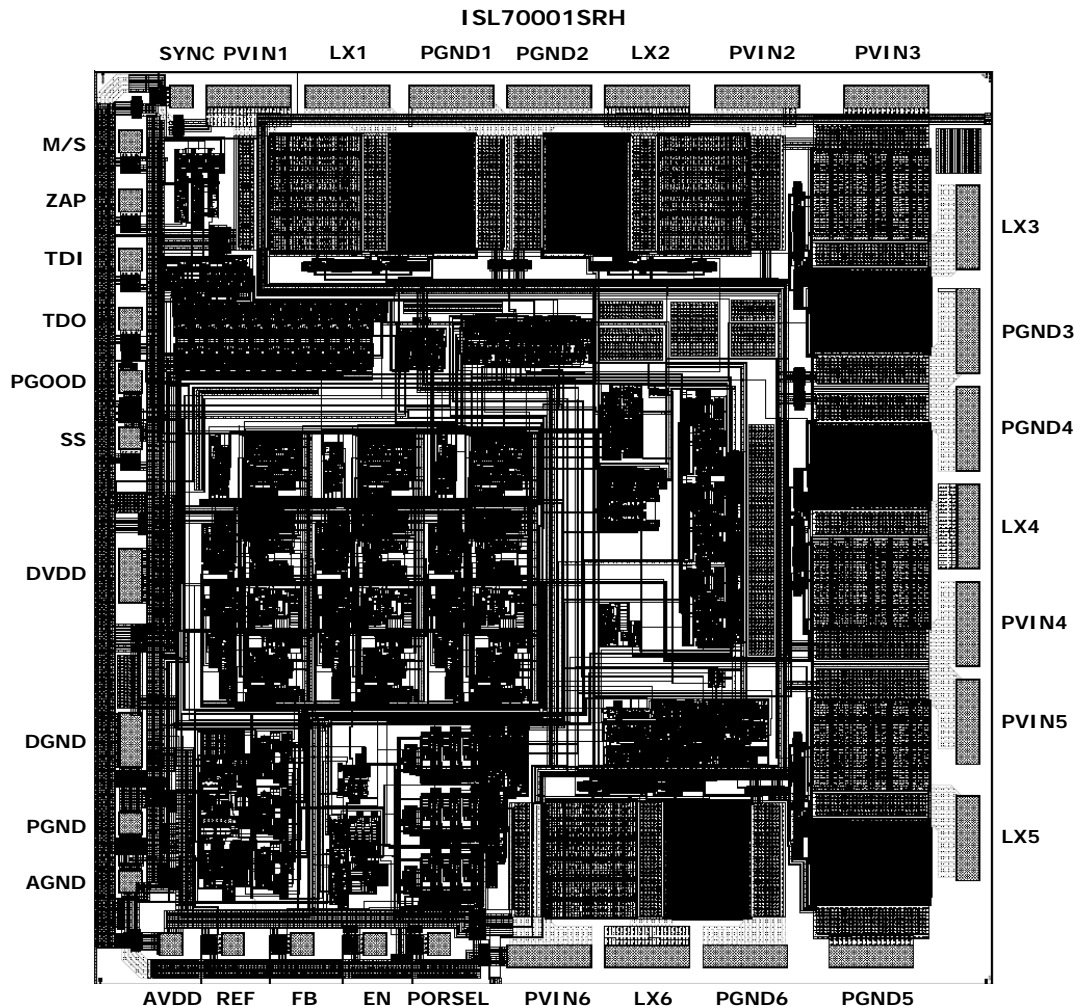 ISL70001SRH
SYNC PVIN1 LX1 PGND1 PGND2 LX2 PVIN2 PVIN3
M/S
ZAP
TDI
TDO
PGOOD
SS
DVDD
DGND
PGND
AGND
LX3
PGND3
PGND4
LX4
PVIN4
PVIN5
LX5
AVDD REF FB EN PORSEL PVIN6 LX6 PGND6 PGND5